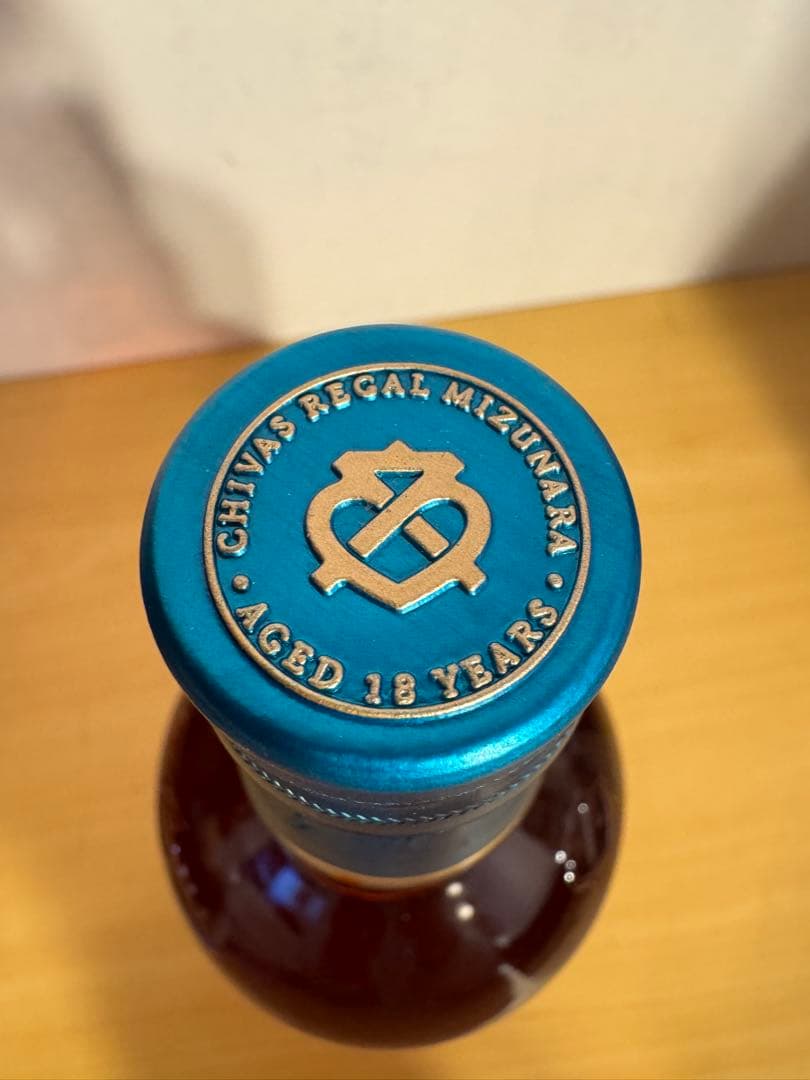 CHIVAS REGAL MIZUNARA
• AGED 18 YEARS •